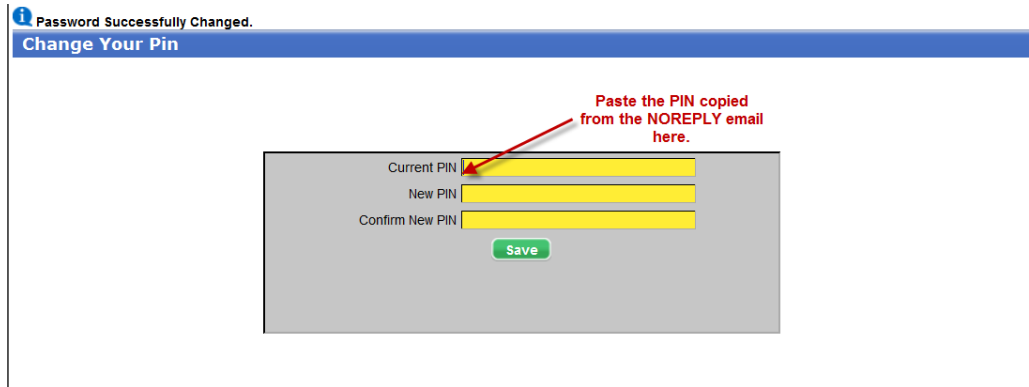 Password Successfully Changed.
Change Your Pin
Paste the PIN copied
from the NOREPLY email
here.
Current PIN
New PIN
Confirm New PIN
Save